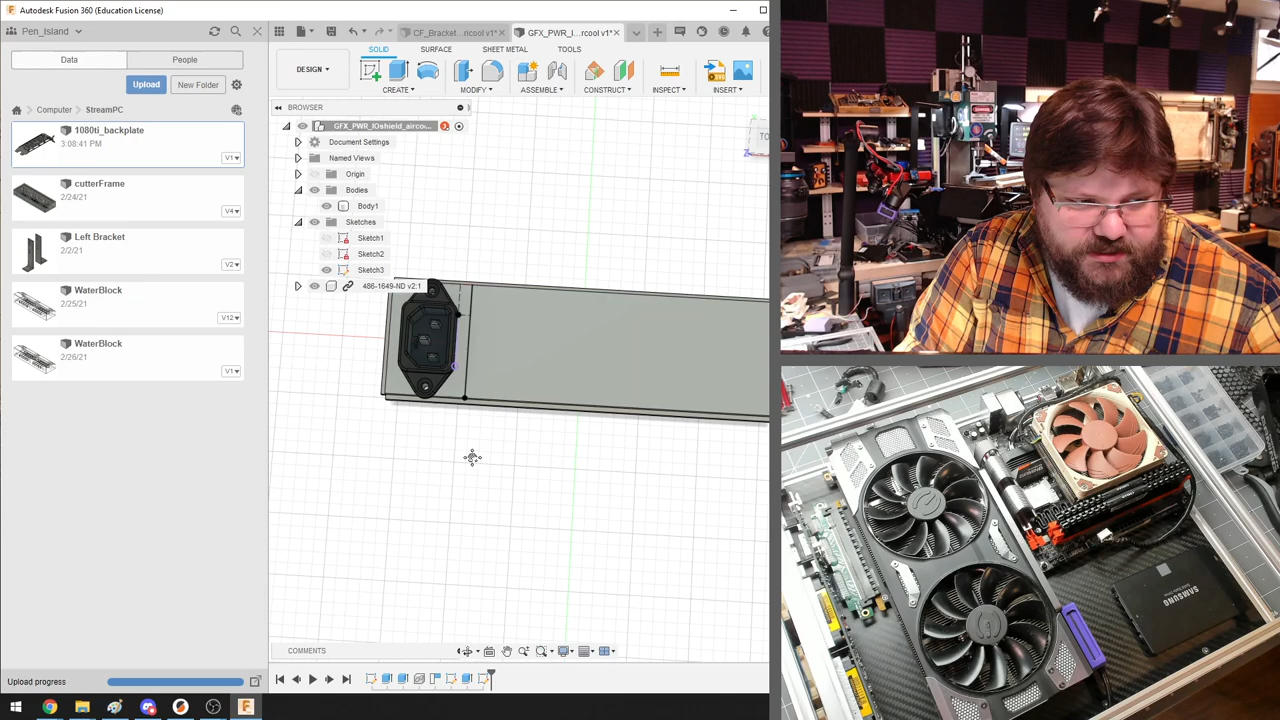 Autodesk Fusion 360 (Education License)
Pen_Island
CF_Bracket...ricool v1*
GFX_PWR_I...rcool v1*
Data
People
Upload
New Folder
Computer
StreamPC
1080ti_backplate
3:08:41 PM
V1
cutterFrame
2/24/21
V4
Left Bracket
2/2/21
V2
WaterBlock
2/25/21
V12
WaterBlock
2/26/21
V1
Upload progress
DESIGN
SOLID
SURFACE
SHEET METAL
TOOLS
CREATE
MODIFY
ASSEMBLE
CONSTRUCT
INSPECT
INSERT
BROWSER
GFX_PWR_IOshield_airco...
Document Settings
Named Views
Origin
Bodies
Body1
Sketches
Sketch1
Sketch2
Sketch3
486-1649-ND v2:1
TO
Z
COMMENTS
SAMSUNG